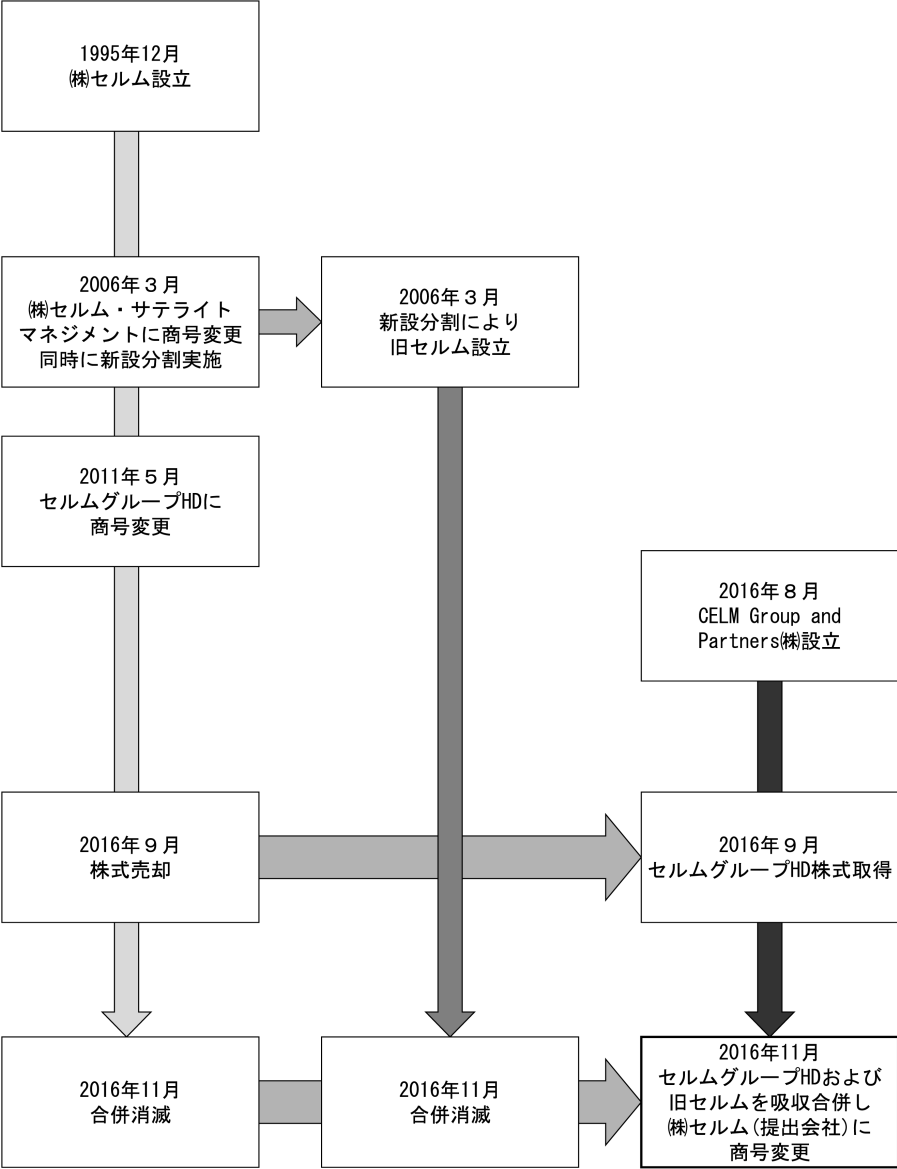 1995年12月
㈱セルム設立
2006年３月
㈱セルム・サテライト
マネジメントに商号変更
同時に新設分割実施
2006年３月
新設分割により
旧セルム設立
2011年５月
セルムグループHDに
商号変更
2016年８月
CELM Group and
Partners㈱設立
2016年９月
株式売却
2016年９月
セルムグループHD株式取得
2016年11月
合併消滅
2016年11月
合併消滅
2016年11月
セルムグループHDおよび
旧セルムを吸収合併し
㈱セルム(提出会社)に
商号変更